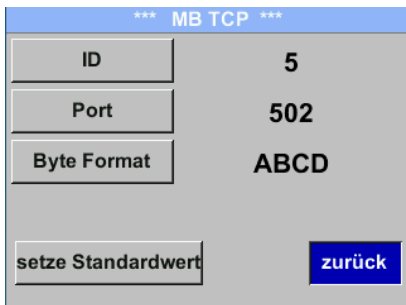 *** MB TCP ***
ID 5
Port 502
Byte Format ABCD
setze Standardwert zurück